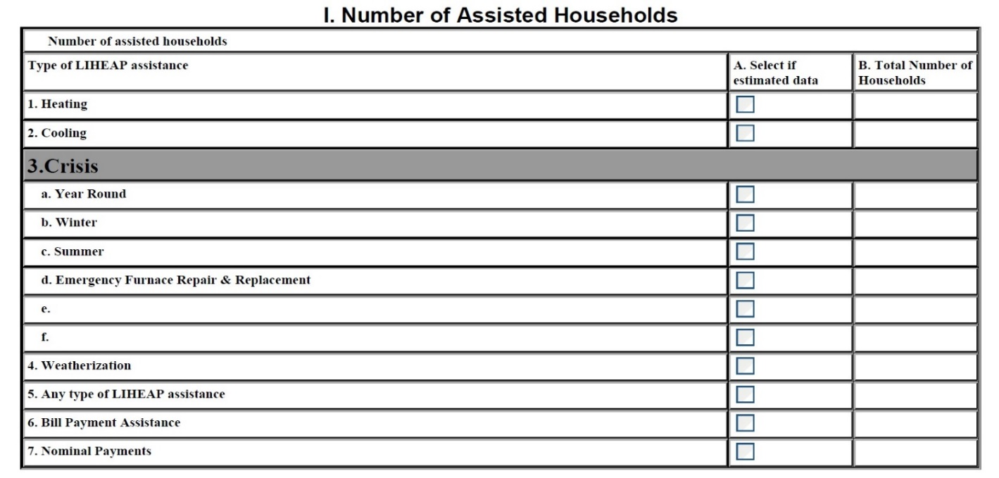 I. Number of Assisted Households
Number of assisted households
Type of LIHEAP assistance
A. Select if
estimated data
B. Total Number of
Households
1. Heating
2. Cooling
3.Crisis
a. Year Round
b. Winter
c. Summer
d. Emergency Furnace Repair & Replacement
e.
f.
4. Weatherization
5. Any type of LIHEAP assistance
6. Bill Payment Assistance
7. Nominal Payments